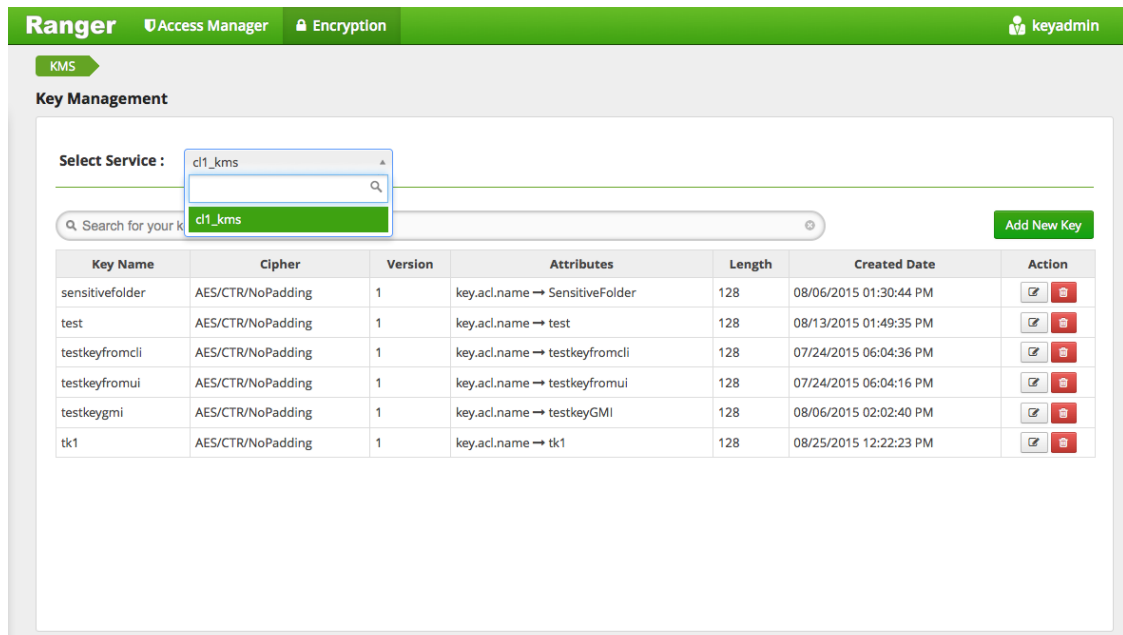 Ranger Access Manager Encryption keyadmin
KMS
Key Management
Select Service : cl1_kms
cl1_kms
Search for your k
Add New Key
Key Name Cipher Version Attributes Length Created Date Action
sensitivefolder AES/CTR/NoPadding 1 key.acl.name → SensitiveFolder 128 08/06/2015 01:30:44 PM
test AES/CTR/NoPadding 1 key.acl.name → test 128 08/13/2015 01:49:35 PM
testkeyfromcli AES/CTR/NoPadding 1 key.acl.name → testkeyfromcli 128 07/24/2015 06:04:36 PM
testkeyfromui AES/CTR/NoPadding 1 key.acl.name → testkeyfromui 128 07/24/2015 06:04:16 PM
testkeygmi AES/CTR/NoPadding 1 key.acl.name → testkeyGMI 128 08/06/2015 02:02:40 PM
tk1 AES/CTR/NoPadding 1 key.acl.name → tk1 128 08/25/2015 12:22:23 PM